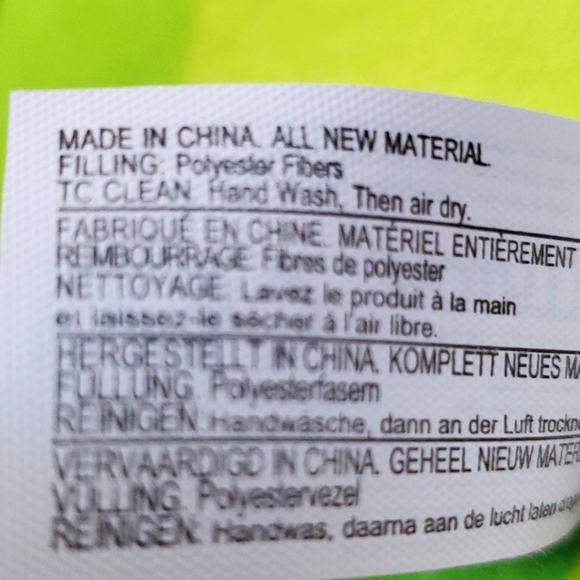 MADE IN CHINA. ALL NEW MATERIAL.
FILLING: Polyester Fibers
TC CLEAN: Hand Wash, Then air dry.
FABRIQUÉ EN CHINE. MATÉRIEL ENTIÈREMENT
REMBOURRAGE: Fibres de polyester
NETTOYAGE: Lavez le produit à la main
et laissez-le sécher à l'air libre.
HERGESTELLT IN CHINA. KOMPLETT NEUES
FÜLLUNG: Polyesterfasern
REINIGEN: Handwäsche, dann an der Luft
VERVAARDIGD IN CHINA. GEHEEL NIEUW
VULLING: Polyestervezel
REINIGEN: Handwas, daarna aan de lucht laten